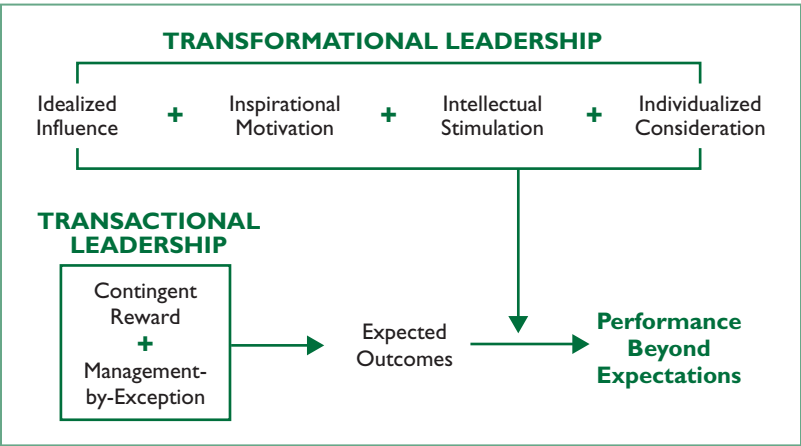 TRANSFORMATIONAL LEADERSHIP
Idealized
Influence
+
Inspirational
Motivation
+
Intellectual
Stimulation
+
Individualized
Consideration
TRANSACTIONAL
LEADERSHIP
Contingent
Reward
+
Management-
by-Exception
Expected
Outcomes
Performance
Beyond
Expectations